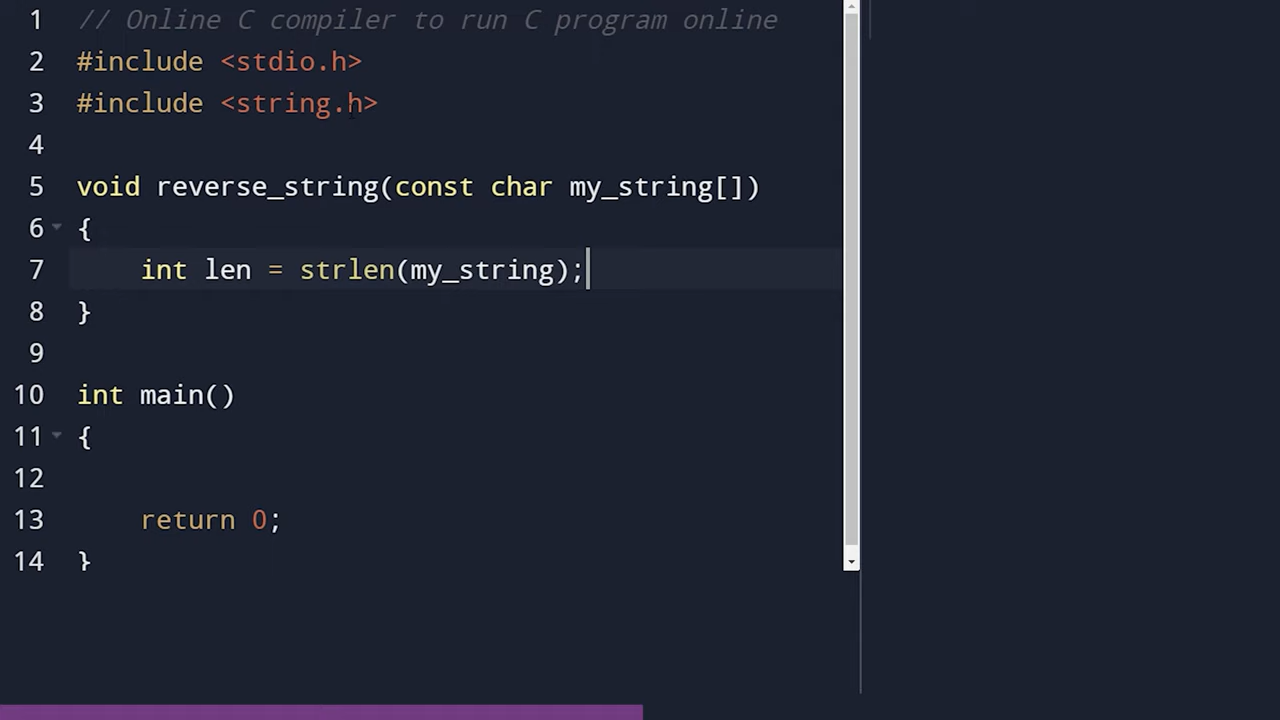 1 // Online C compiler to run C program online
2 #include <stdio.h>
3 #include <string.h>
4
5 void reverse_string(const char my_string[])
6 {
7     int len = strlen(my_string);
8 }
9
10 int main()
11 {
12
13     return 0;
14 }